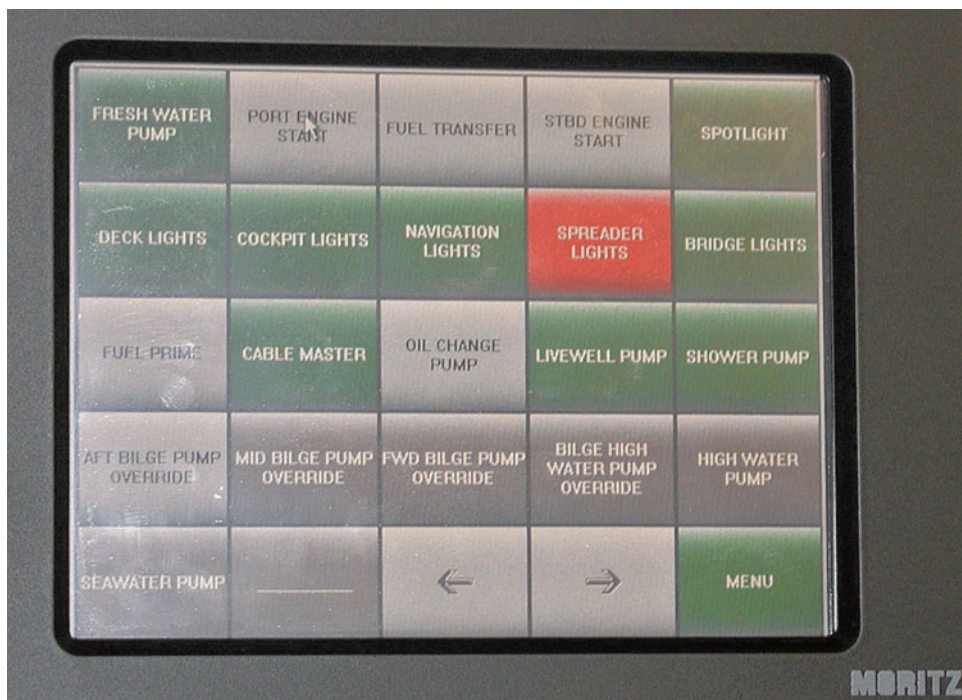 FRESH WATER
PUMP
PORT ENGINE
START
FUEL TRANSFER
STBD ENGINE
START
SPOTLIGHT
DECK LIGHTS
COCKPIT LIGHTS
NAVIGATION
LIGHTS
SPREADER
LIGHTS
BRIDGE LIGHTS
FUEL PRIME
CABLE MASTER
OIL CHANGE
PUMP
LIVEWELL PUMP
SHOWER PUMP
AFT BILGE PUMP
OVERRIDE
MID BILGE PUMP
OVERRIDE
FWD BILGE PUMP
OVERRIDE
BILGE HIGH
WATER PUMP
OVERRIDE
HIGH WATER
PUMP
SEAWATER PUMP
MENU
MORITZ